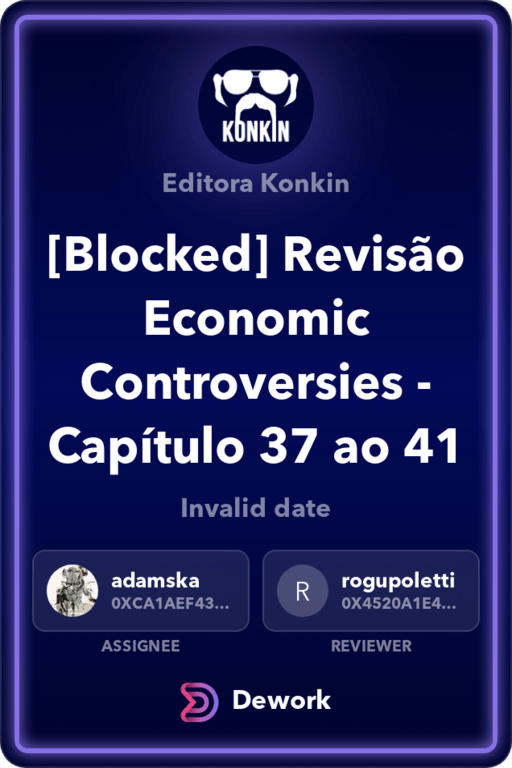 KONKIN
Editora Konkin
[Blocked] Revisão
Economic
Controversies -
Capítulo 37 ao 41
Invalid date
adamska
0XCA1AEF43...
R
rogupoletti
0X4520A1E4...
ASSIGNEE
REVIEWER
Dework